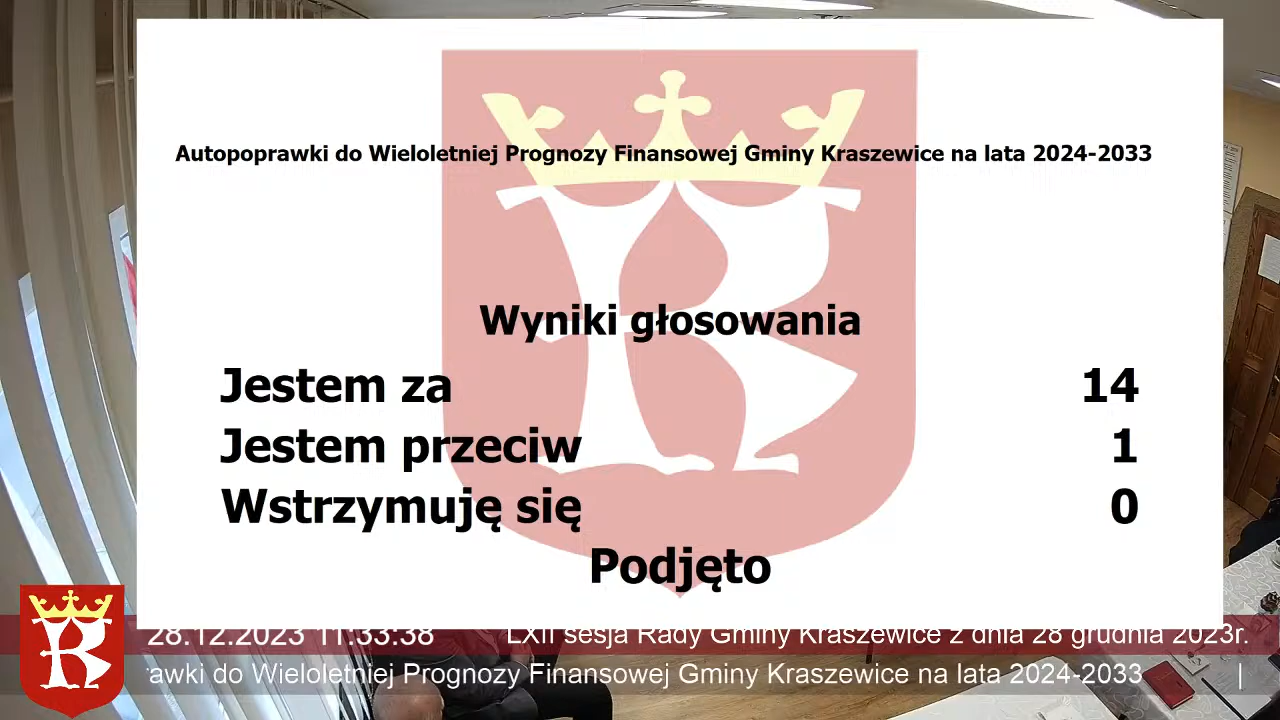 Autopoprawki do Wieloletniej Prognozy Finansowej Gminy Kraszewice na lata 2024-2033
Wyniki głosowania
Jestem za 14
Jestem przeciw 1
Wstrzymuję się 0
Podjęto
28.12.2023 11:33:38 LXII sesja Rady Gminy Kraszewice z dnia 28 grudnia 2023r.
rawki do Wieloletniej Prognozy Finansowej Gminy Kraszewice na lata 2024-2033 |